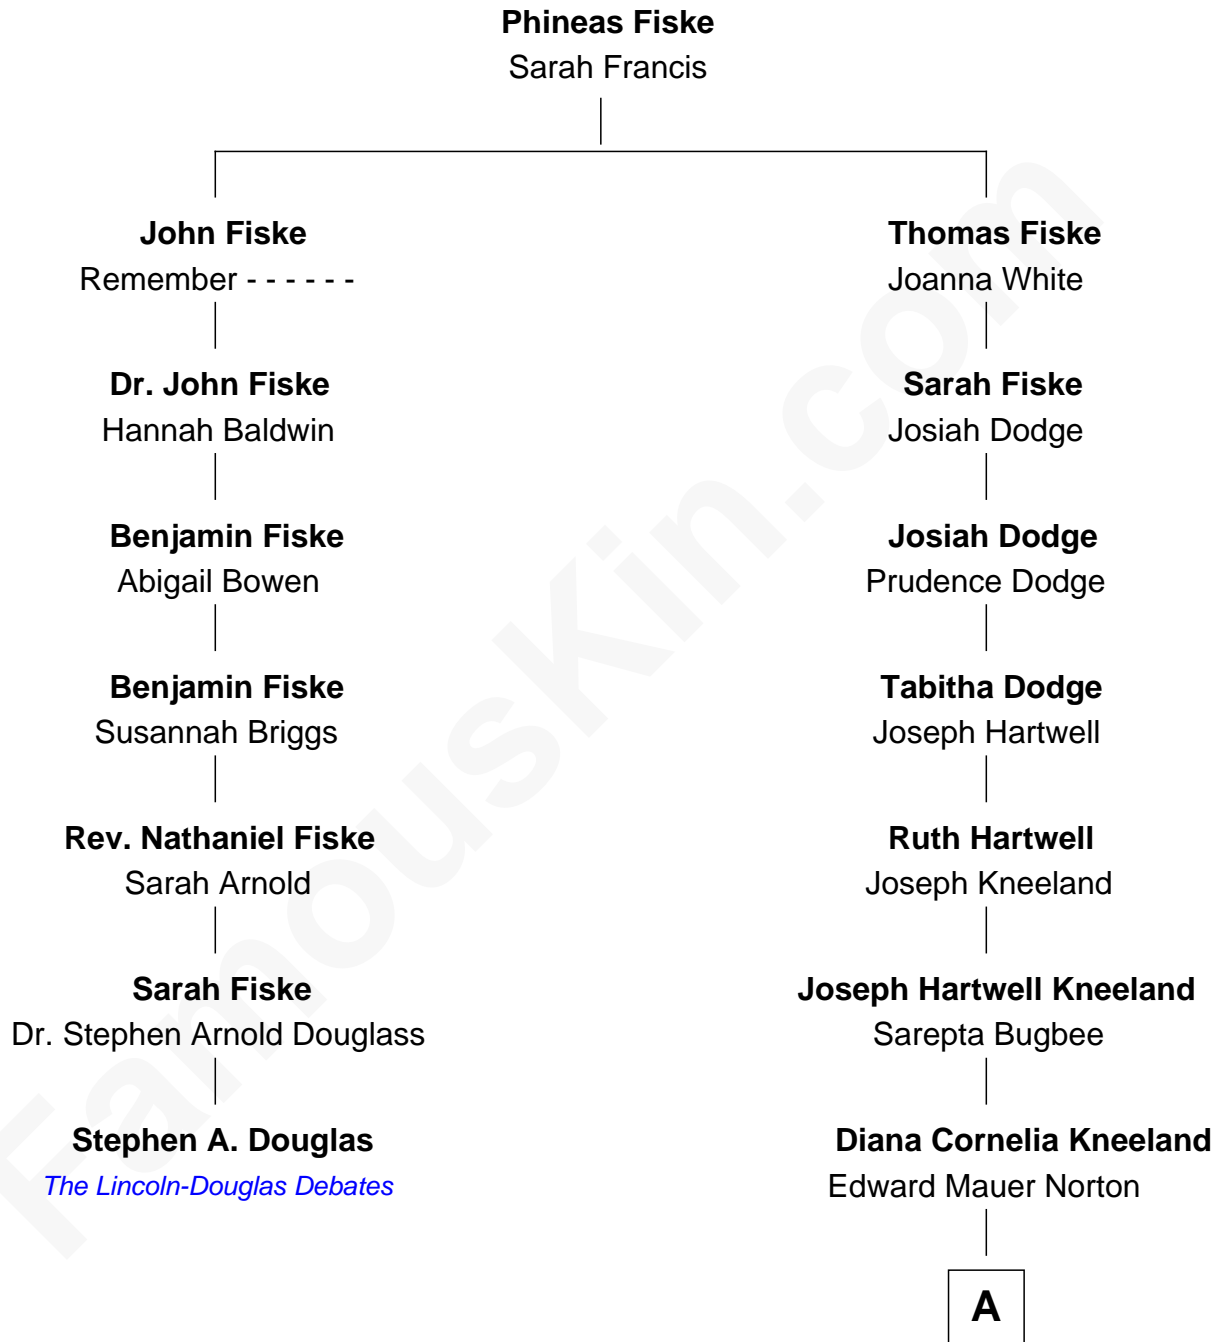 Phineas Fiske
Sarah Francis
John Fiske
Remember - - - - - -
Thomas Fiske
Joanna White
Dr. John Fiske
Hannah Baldwin
Sarah Fiske
Josiah Dodge
Benjamin Fiske
Abigail Bowen
Josiah Dodge
Prudence Dodge
Benjamin Fiske
Susannah Briggs
Tabitha Dodge
Joseph Hartwell
Rev. Nathaniel Fiske
Sarah Arnold
Ruth Hartwell
Joseph Kneeland
Sarah Fiske
Dr. Stephen Arnold Douglass
Joseph Hartwell Kneeland
Sarepta Bugbee
Stephen A. Douglas
The Lincoln-Douglas Debates
Diana Cornelia Kneeland
Edward Mauer Norton
A
FamousKin.com